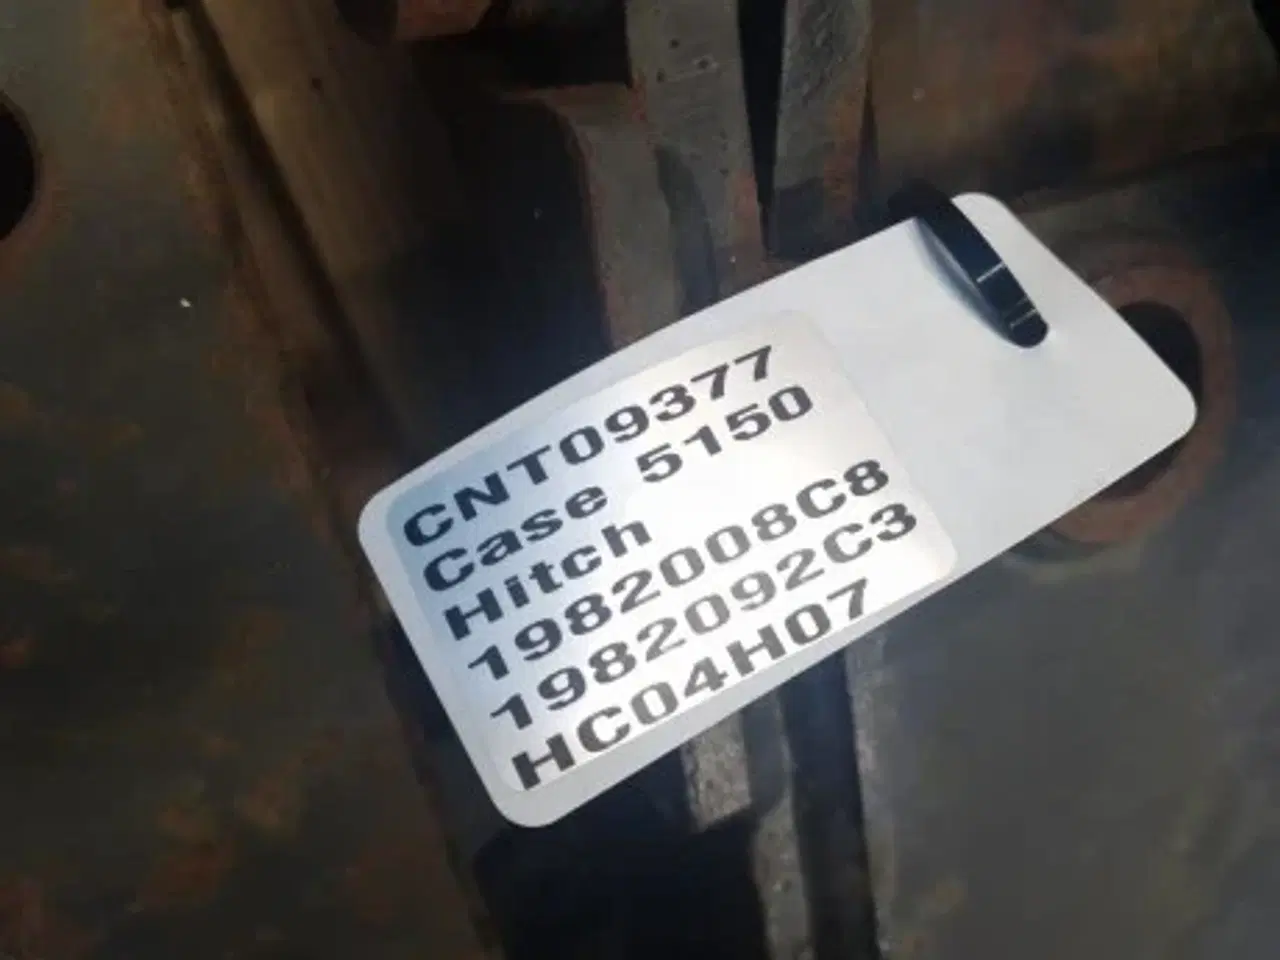 CNT09377
Case 5150
Hitch
1982008C8
1982092C3
HC04H07